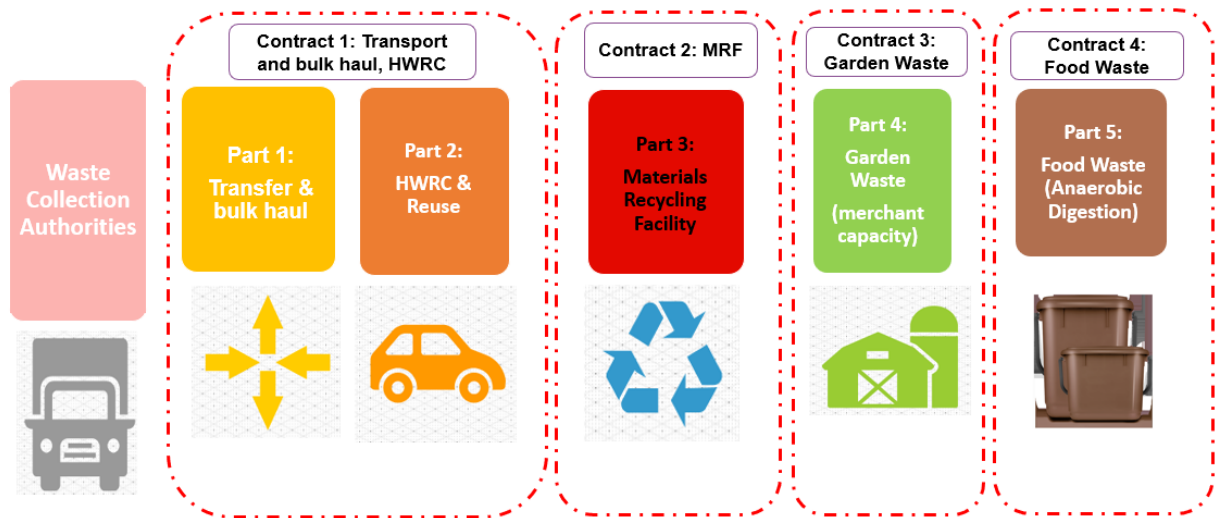 Contract 1: Transport
and bulk haul, HWRC
Contract 2: MRF
Contract 3:
Garden Waste
Contract 4:
Food Waste
Waste
Collection
Authorities
Part 1:
Transfer &
bulk haul
Part 2:
HWRC &
Reuse
Part 3:
Materials
Recycling
Facility
Part 4:
Garden
Waste
(merchant
capacity)
Part 5:
Food Waste
(Anaerobic
Digestion)